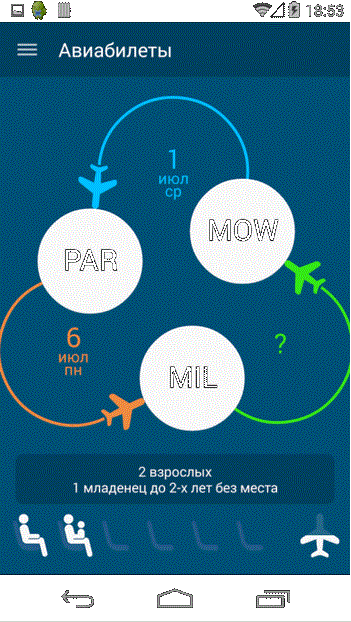 18:53
Авиабилеты
1
июл
ср
MOW
PAR
6
июл
пн
?
MIL
2 взрослых
1 младенец до 2-х лет без места